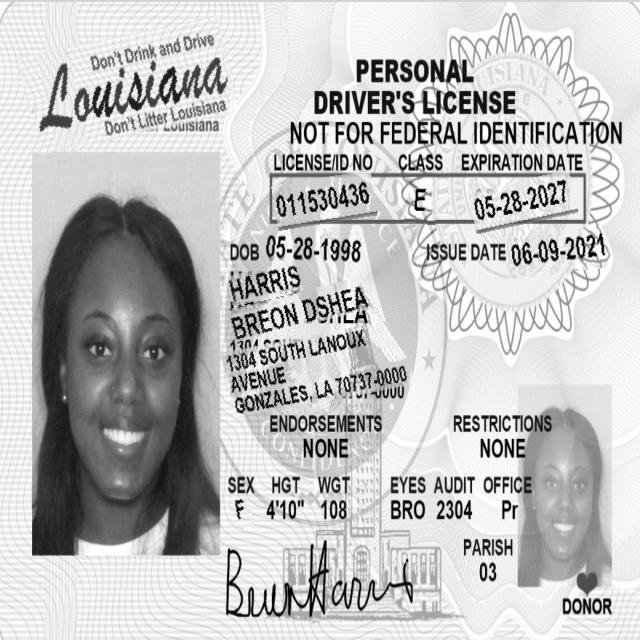 Don't Drink and Drive
Louisiana
Don't Litter Louisiana
Louisiana
PERSONAL
DRIVER'S LICENSE
NOT FOR FEDERAL IDENTIFICATION
LICENSE/ID NO CLASS EXPIRATION DATE
011530436 E 05-28-2027
DOB 05-28-1998 ISSUE DATE 06-09-2021
HARRIS
BREON DSHEA
1304 SOUTH LANOUX
AVENUE
GONZALES, LA 70737-0000
ENDORSEMENTS RESTRICTIONS
NONE NONE
SEX HGT WGT EYES AUDIT OFFICE
F 4'10" 108 BRO 2304 Pr
PARISH
03
DONOR